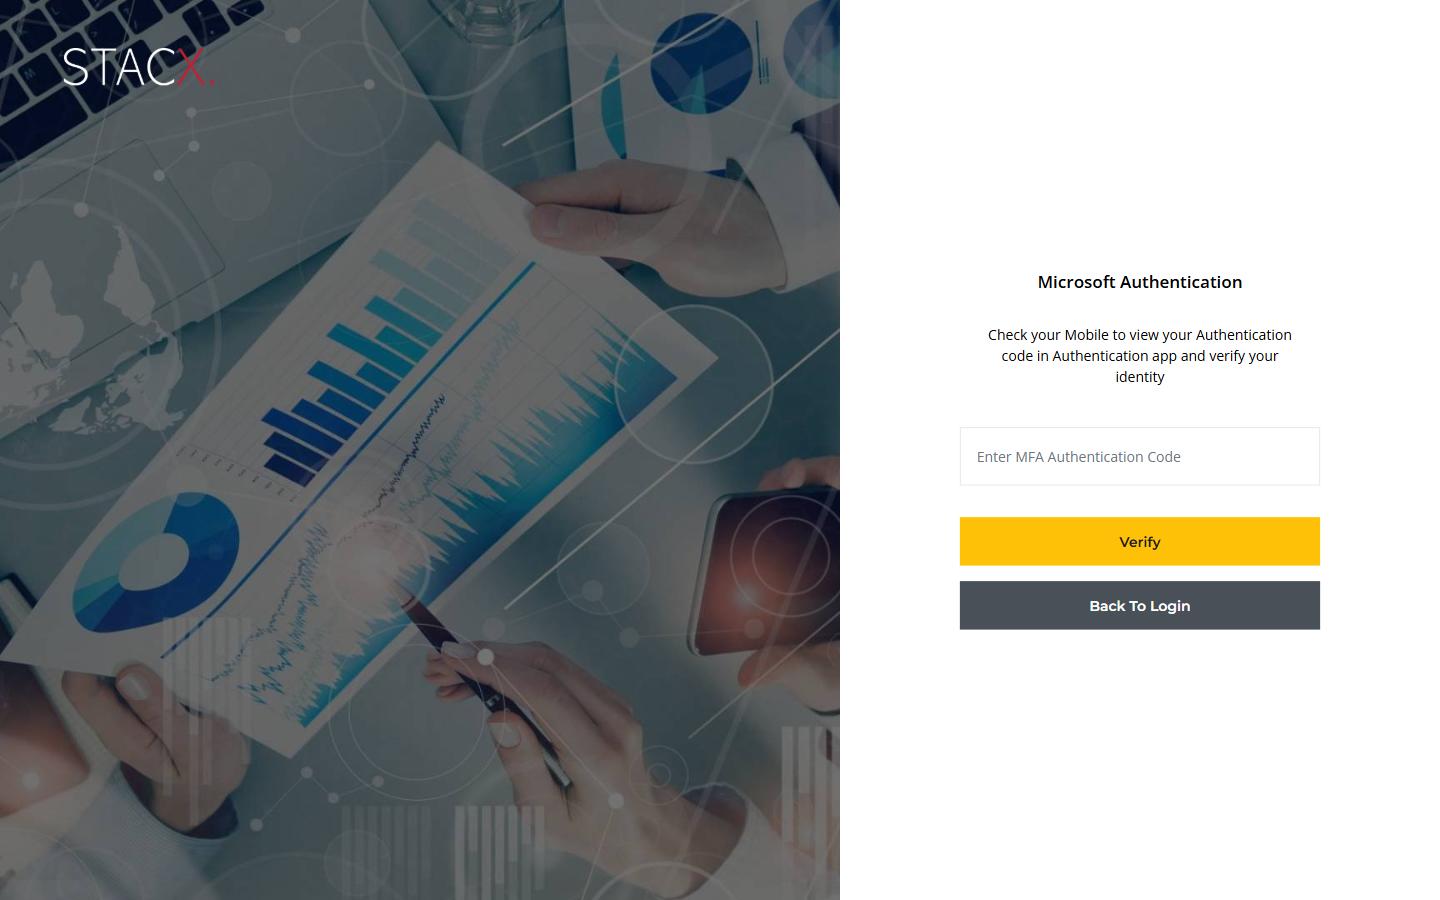 STACX
Microsoft Authentication
Check your Mobile to view your Authentication
code in Authentication app and verify your
identity
Enter MFA Authentication Code
Verify
Back To Login